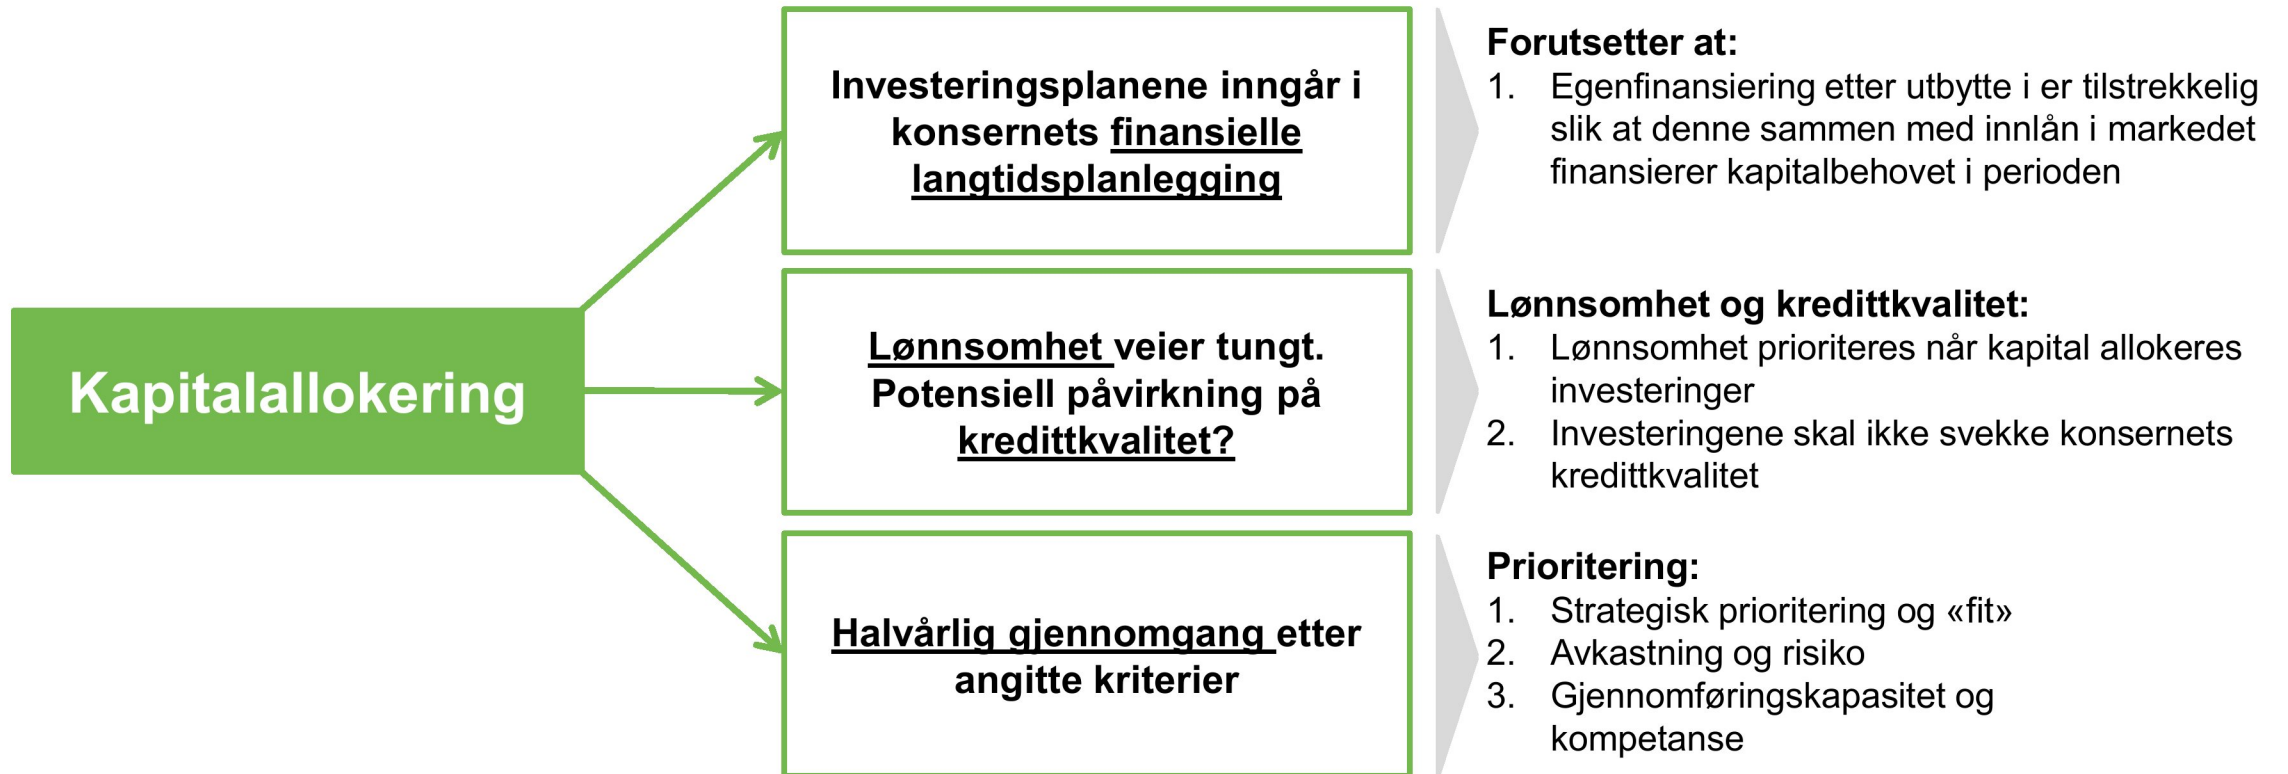 Kapitalallokering
Investeringsplanene inngår i
konsernets finansielle
langtidsplanlegging
Forutsetter at:
1. Egenfinansiering etter utbytte i er tilstrekkelig
slik at denne sammen med innlån i markedet
finansierer kapitalbehovet i perioden
Lønnsomhet veier tungt.
Potensiell påvirkning på
kredittkvalitet?
Lønnsomhet og kredittkvalitet:
1. Lønnsomhet prioriteres når kapital allokeres
investeringer
2. Investeringene skal ikke svekke konsernets
kredittkvalitet
Halvårlig gjennomgang etter
angitte kriterier
Prioritering:
1. Strategisk prioritering og «fit»
2. Avkastning og risiko
3. Gjennomføringskapasitet og
kompetanse